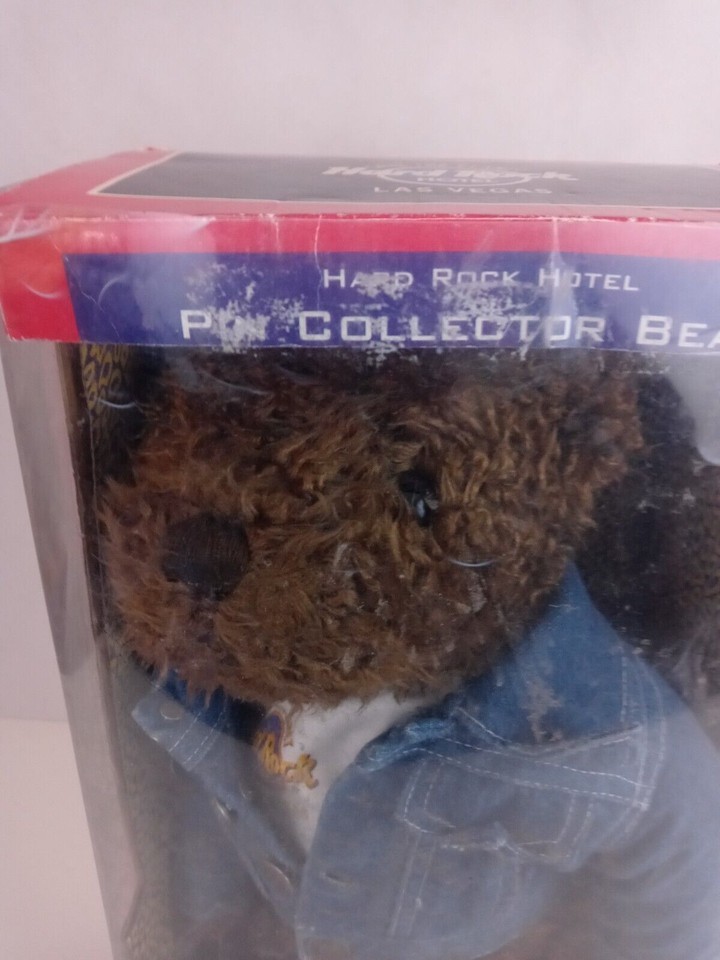 Hard Rock
LAS VEGAS
HARD ROCK HOTEL
PIN COLLECTOR BEA
Rock